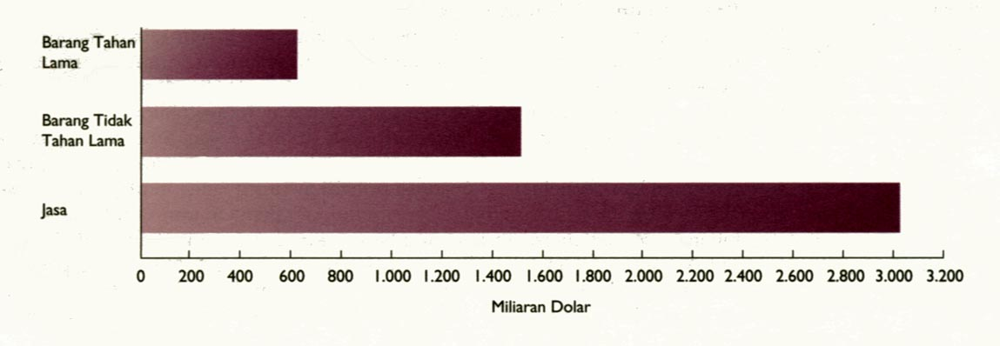 Barang Tahan
Lama
Barang Tidak
Tahan Lama
Jasa
0 200 400 600 800 1.000 1.200 1.400 1.600 1.800 2.000 2.200 2.400 2.600 2.800 3.000 3.200
Miliaran Dolar